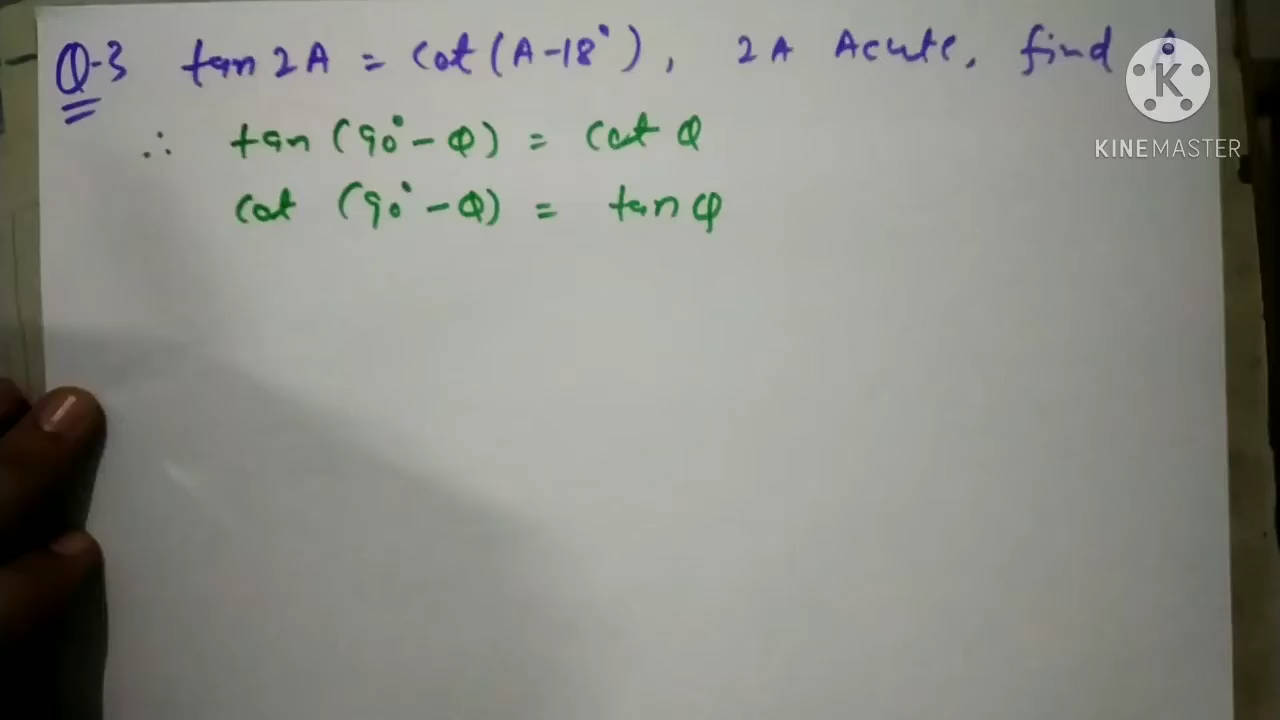 Q-3 tan 2A = cot (A-18°), 2A Acute, find A
∴ tan (90° - θ) = cot θ
cot (90° - θ) = tan φ
K
KINEMASTER